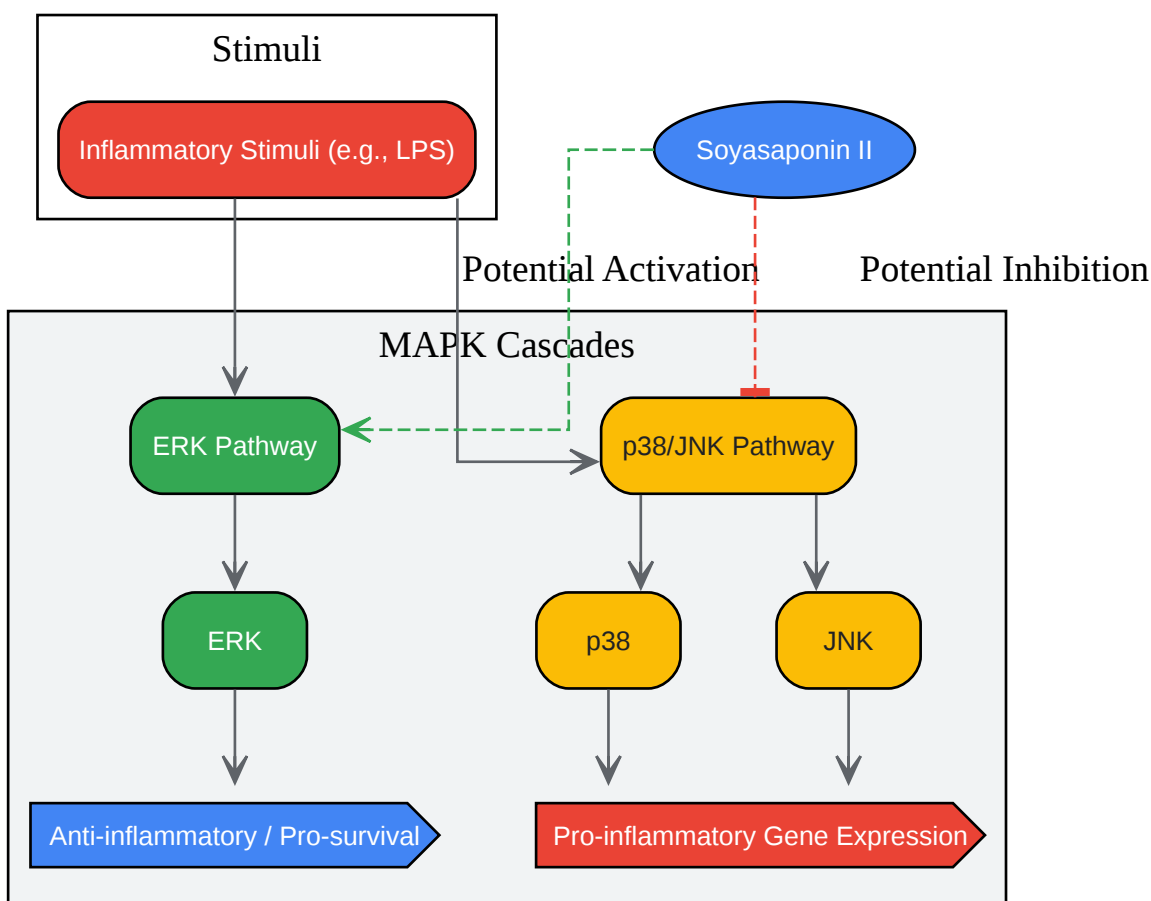 Stimuli
Inflammatory Stimuli (e.g., LPS)
Soyasaponin II
Potential Activation
Potential Inhibition
MAPK Cascades
ERK Pathway
p38/JNK Pathway
ERK
p38
JNK
Anti-inflammatory / Pro-survival
Pro-inflammatory Gene Expression